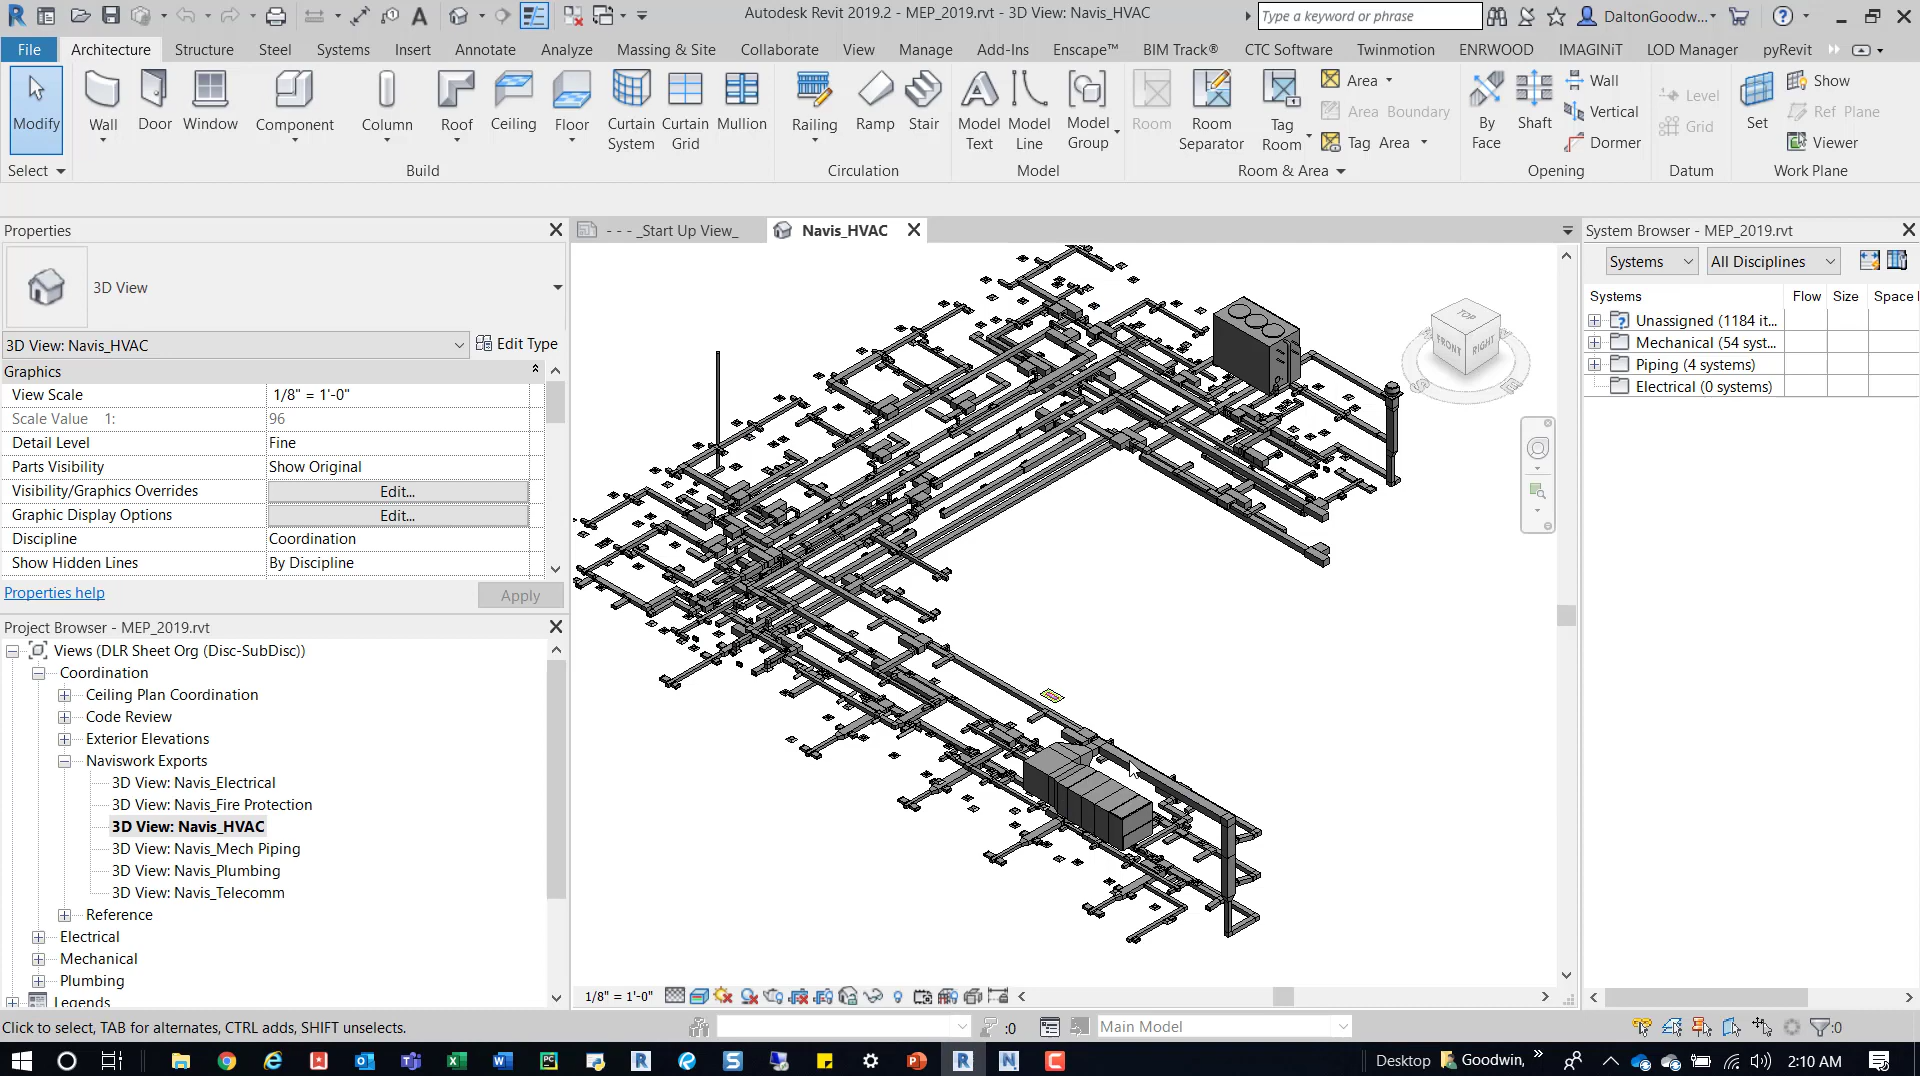 Autodesk Revit 2019.2 - MEP_2019.rvt - 3D View: Navis_HVAC
Type a keyword or phrase
DaltonGoodw...
File Architecture Structure Steel Systems Insert Annotate Analyze Massing & Site Collaborate View Manage Add-Ins Enscape™ BIM Track® CTC Software Twinmotion ENRWOOD IMAGINiT LOD Manager pyRevit
Modify
Wall
Door
Window
Component
Column
Roof
Ceiling
Floor
Curtain System
Curtain Grid
Mullion
Railing
Ramp
Stair
Model Text
Model Line
Model Group
Room
Room Separator
Tag Room
Area
Area Boundary
Tag Area
By Face
Shaft
Wall
Vertical
Dormer
Level
Grid
Set
Show
Ref Plane
Viewer
Select
Build
Circulation
Model
Room & Area
Opening
Datum
Work Plane
Properties
3D View
3D View: Navis_HVAC
Edit Type
Graphics
View Scale 1/8" = 1'-0"
Scale Value 1: 96
Detail Level Fine
Parts Visibility Show Original
Visibility/Graphics Overrides Edit...
Graphic Display Options Edit...
Discipline Coordination
Show Hidden Lines By Discipline
Properties help
Apply
Project Browser - MEP_2019.rvt
Views (DLR Sheet Org (Disc-SubDisc))
Coordination
Ceiling Plan Coordination
Code Review
Exterior Elevations
Naviswork Exports
3D View: Navis_Electrical
3D View: Navis_Fire Protection
3D View: Navis_HVAC
3D View: Navis_Mech Piping
3D View: Navis_Plumbing
3D View: Navis_Telecomm
Reference
Electrical
Mechanical
Plumbing
Legends
- - - _Start Up View_
Navis_HVAC
TOP
FRONT
RIGHT
1/8" = 1'-0"
System Browser - MEP_2019.rvt
Systems
All Disciplines
Systems Flow Size Space
Unassigned (1184 it...
Mechanical (54 syst...
Piping (4 systems)
Electrical (0 systems)
Click to select, TAB for alternates, CTRL adds, SHIFT unselects.
:0
Main Model
:0
Desktop
Goodwin,
2:10 AM